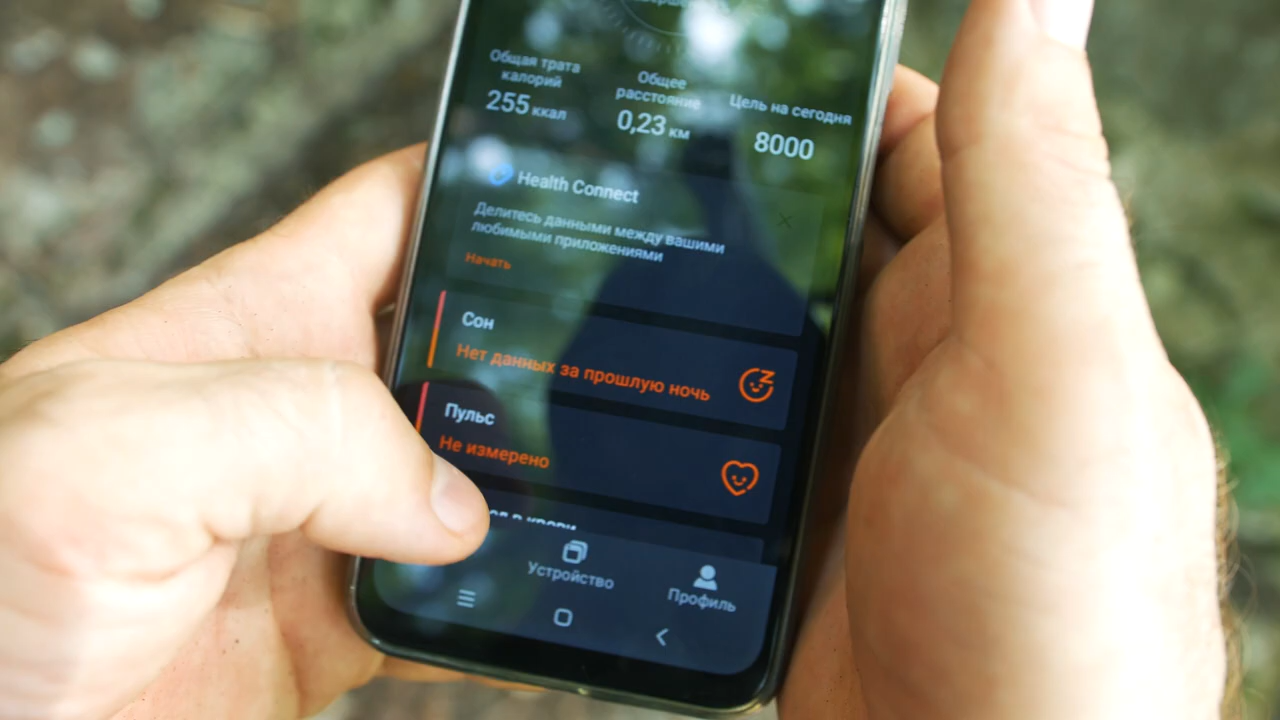 Общая трата
калорий
255 ккал
Общее
расстояние
0,23 км
Цель на сегодня
8000
Health Connect
Делитесь данными между вашими
любимыми приложениями
Начать
Сон
Нет данных за прошлую ночь
Пульс
Не измерено
в крови
Устройство
Профиль